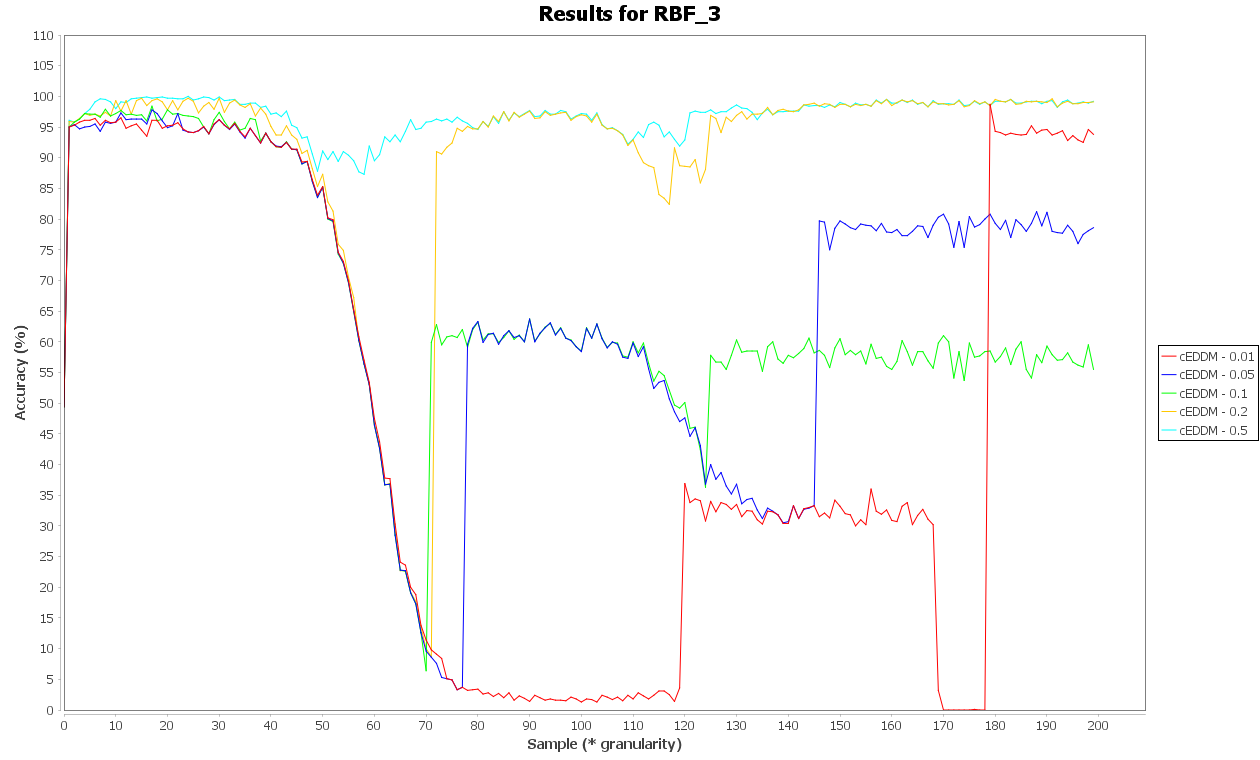 Results for RBF_3
110
105
100
95
90
85
80
75
70
65
60
55
50
45
40
35
30
25
20
15
10
5
0
Accuracy (%)
0 10 20 30 40 50 60 70 80 90 100 110 120 130 140 150 160 170 180 190 200
Sample (* granularity)
cEDDM - 0.01
cEDDM - 0.05
cEDDM - 0.1
cEDDM - 0.2
cEDDM - 0.5